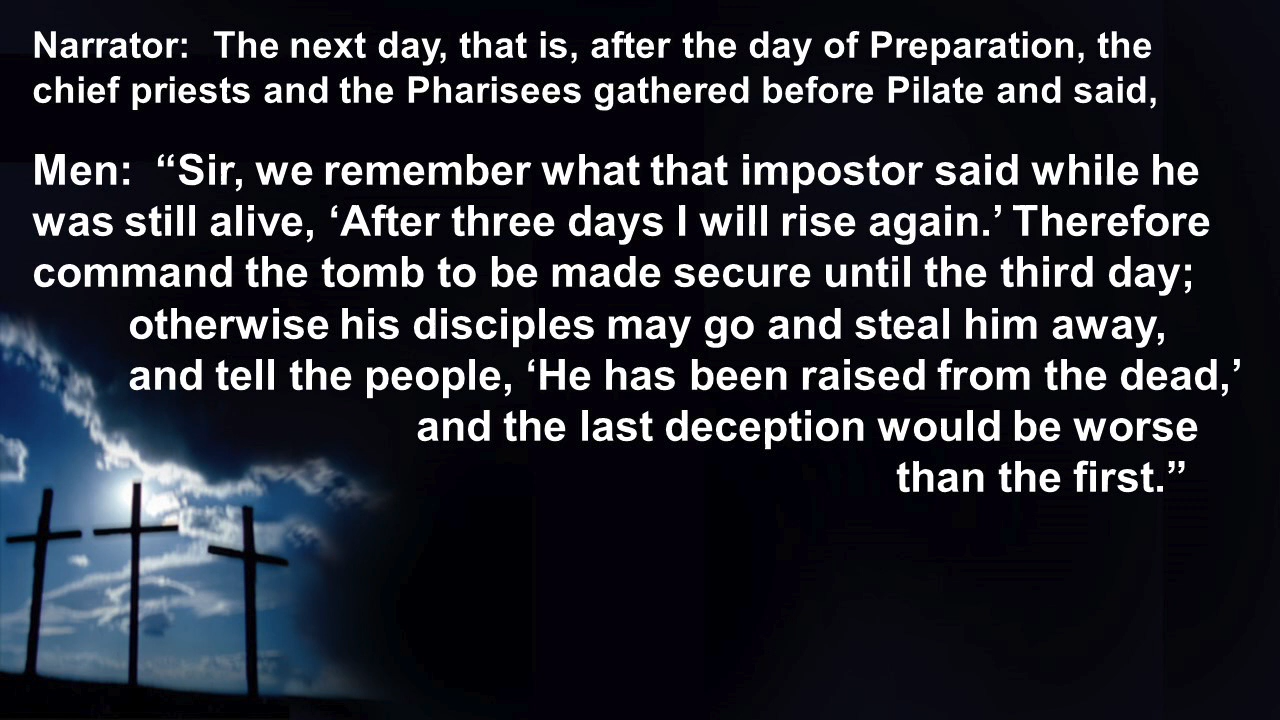 Narrator:  The next day, that is, after the day of Preparation, the
chief priests and the Pharisees gathered before Pilate and said,
Men:  “Sir, we remember what that impostor said while he
was still alive, ‘After three days I will rise again.’ Therefore
command the tomb to be made secure until the third day;
otherwise his disciples may go and steal him away,
and tell the people, ‘He has been raised from the dead,’
and the last deception would be worse
than the first.”